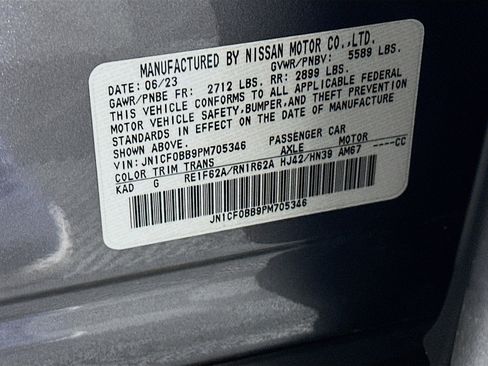 MANUFACTURED BY NISSAN MOTOR CO.,LTD.
DATE: 06/23 GVWR/PNBV: 5589 LBS.
GAWR/PNBE FR: 2712 LBS. RR: 2899 LBS.
THIS VEHICLE CONFORMS TO ALL APPLICABLE FEDERAL
MOTOR VEHICLE SAFETY,BUMPER,AND THEFT PREVENTION
STANDARDS IN EFFECT ON THE DATE OF MANUFACTURE
SHOWN ABOVE.
VIN: JN1CF0BB9PM705346 PASSENGER CAR
COLOR TRIM TRANS AXLE MOTOR
KAD G RE1F62A/RN1R62A HJ42/HN39 AM67 ----CC
JN1CF0BB9PM705346